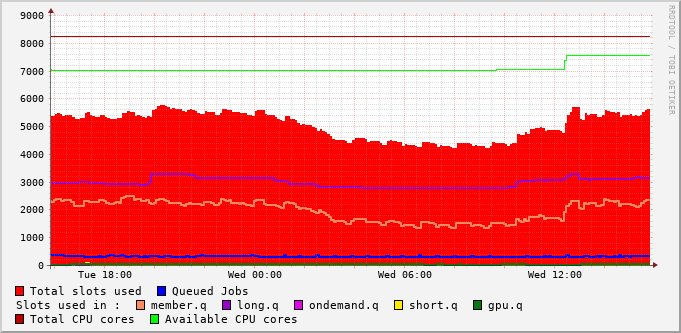 9000
8000
7000
6000
5000
4000
3000
2000
1000
0
Tue 18:00 Wed 00:00 Wed 06:00 Wed 12:00
Total slots used Queued Jobs
Slots used in : member.q long.q ondemand.q short.q gpu.q
Total CPU cores Available CPU cores
RRDTOOL / TOBI OETIKER